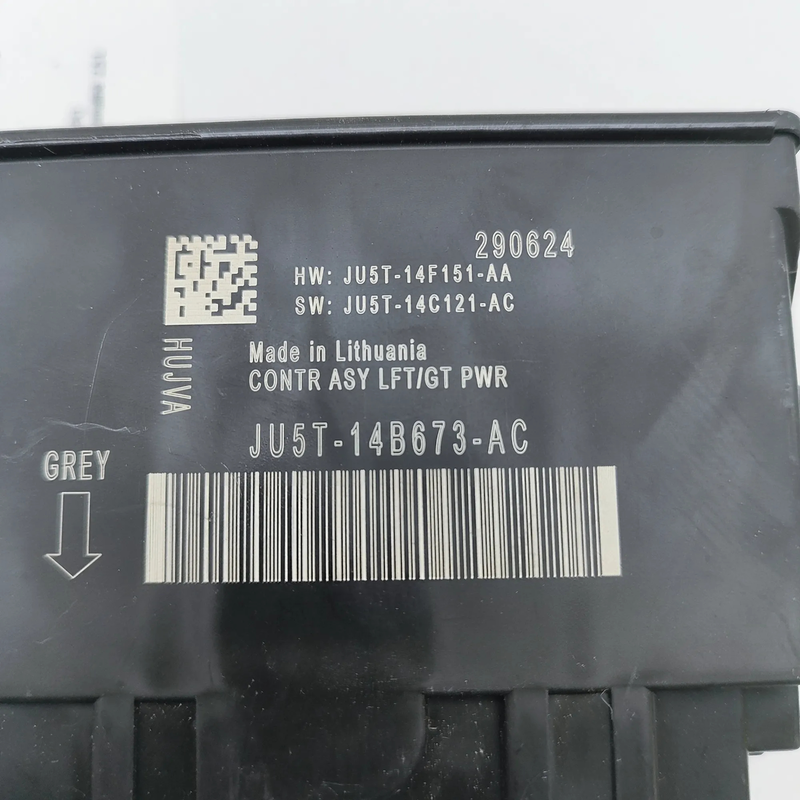 290624
HW: JU5T-14F151-AA
SW: JU5T-14C121-AC
HUJVA
Made in Lithuania
CONTR ASY LFT/GT PWR
JU5T-14B673-AC
GREY